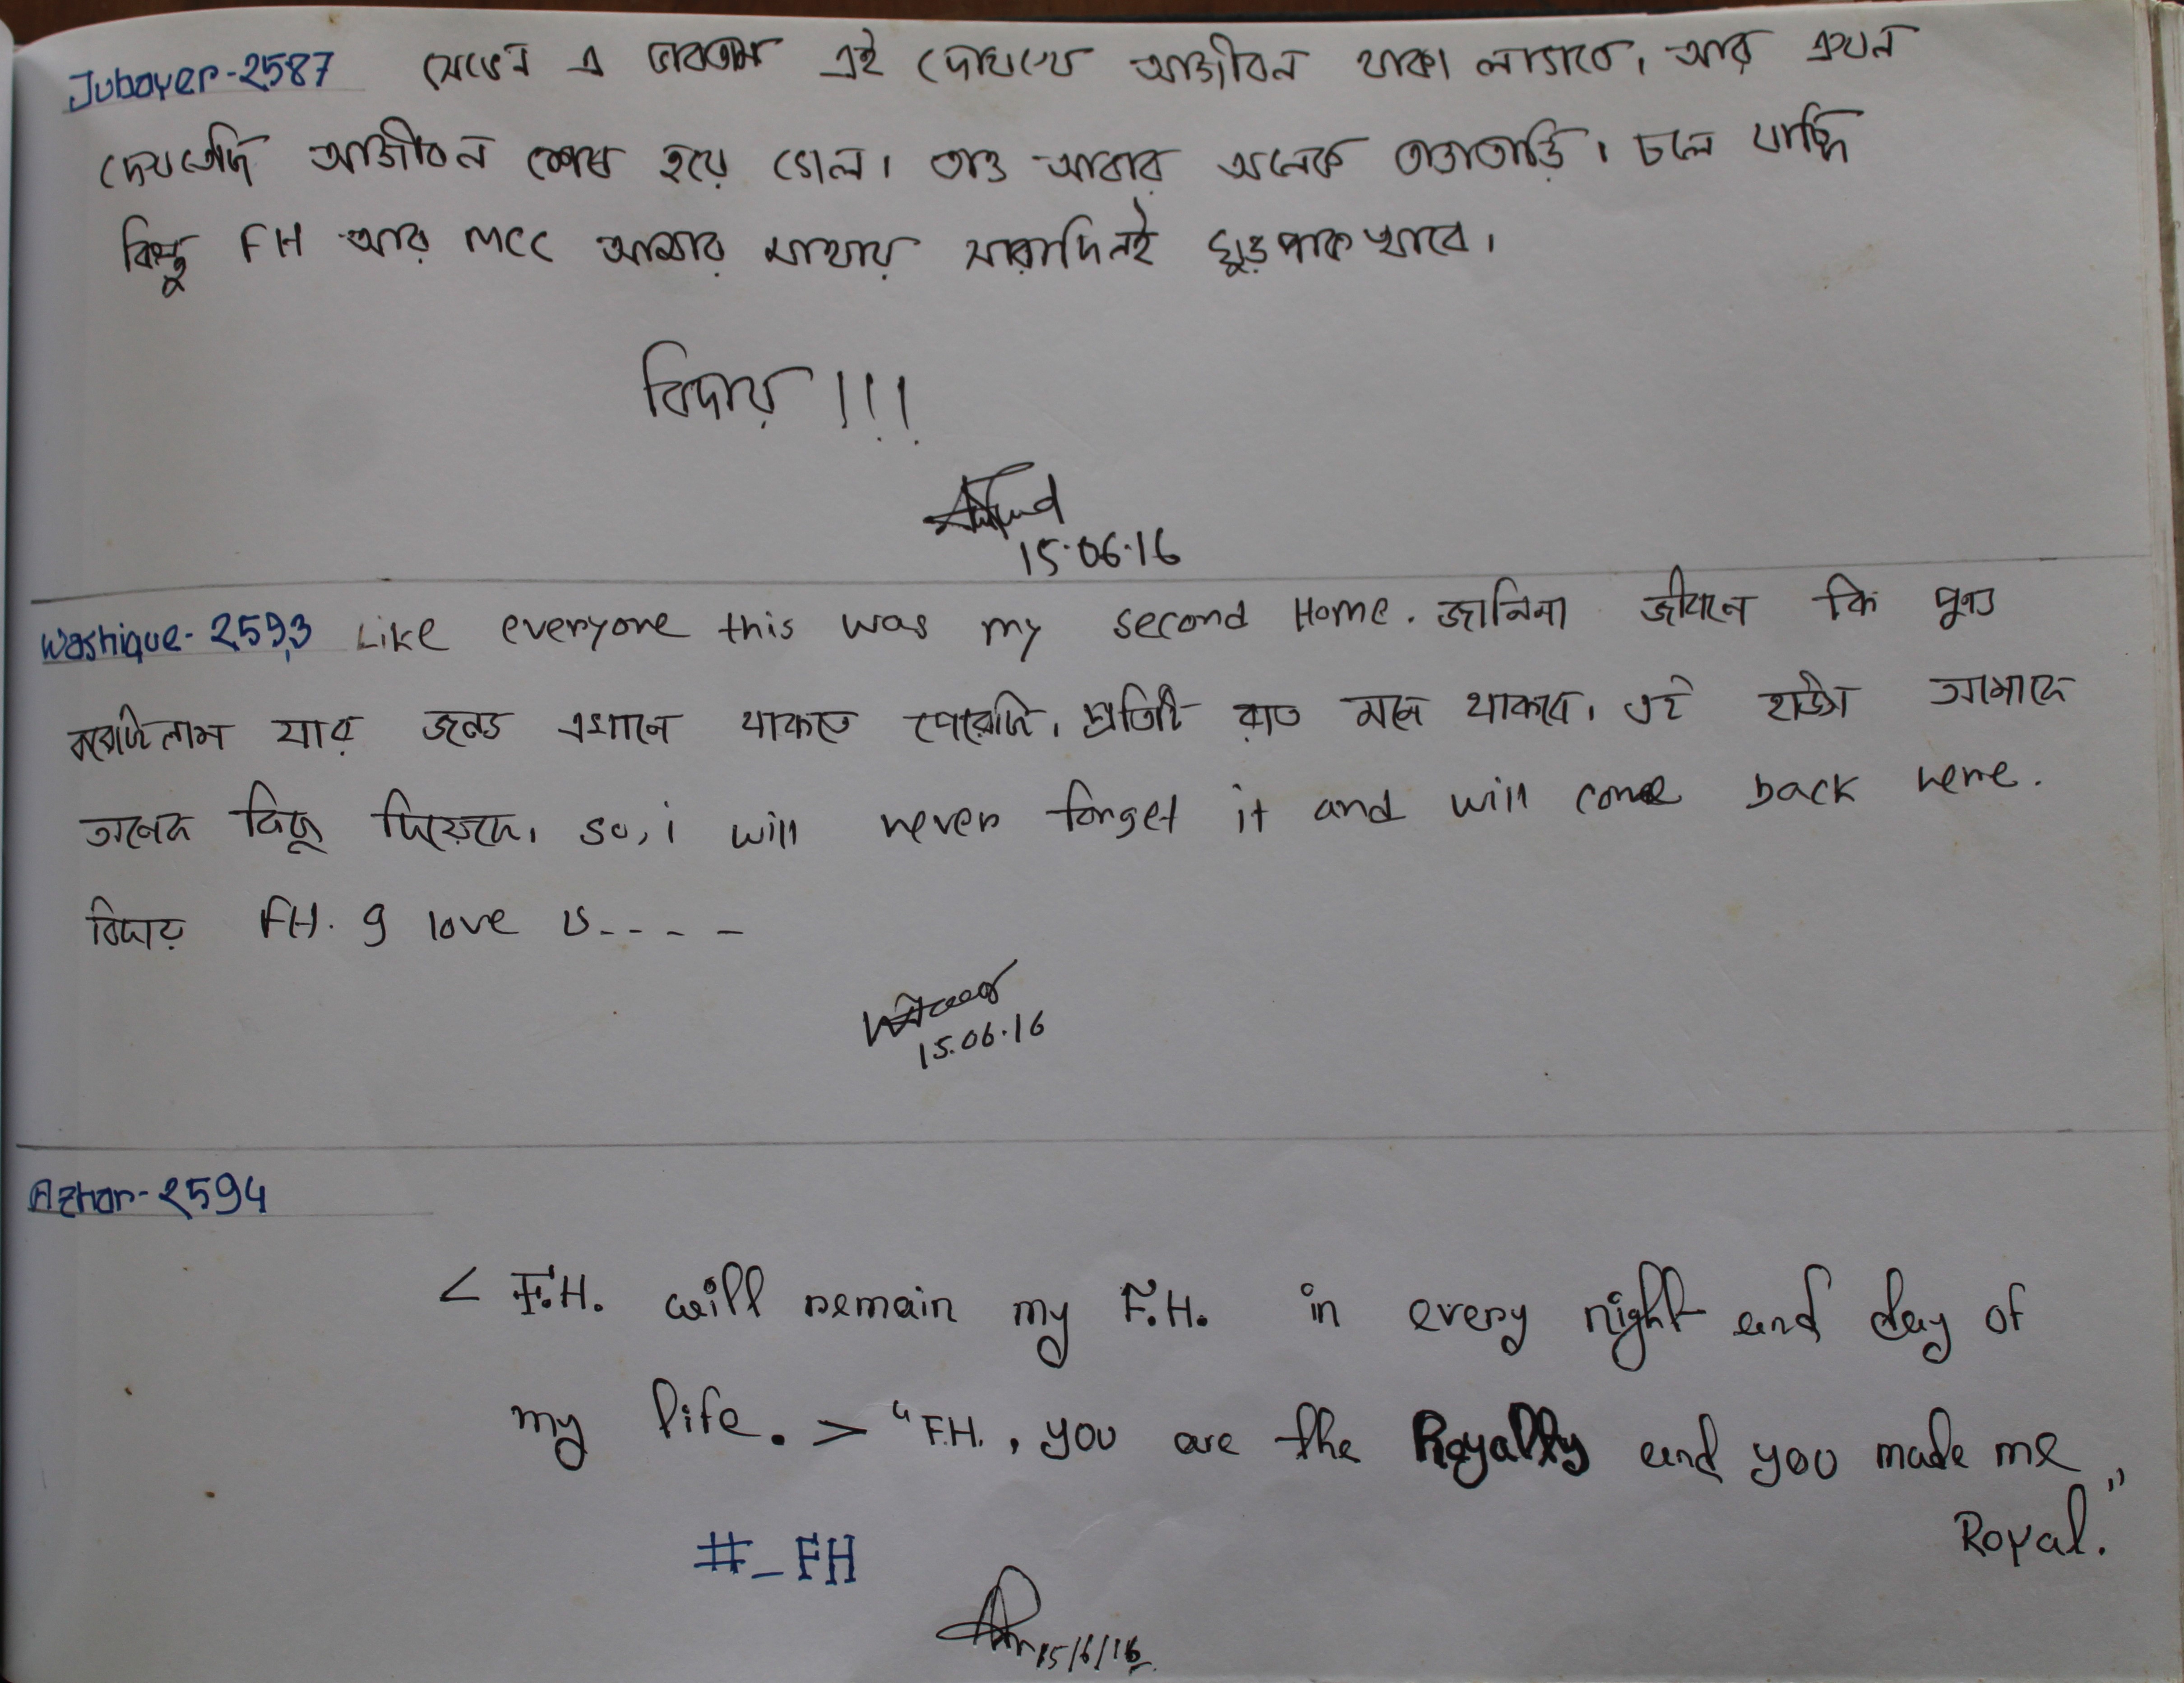 Jubayer-2587 সেভেন এ ভাবতাম এই দোযখে আজীবন থাকা লাগবে। আর এখন
দেখতেছি আজীবন শেষ হয়ে গেল। তাও আবার অনেক তাড়াতাড়ি। চলে যাচ্ছি
কিন্তু FH আর MCC আমার মাথায় সারাদিনই ঘুড়পাক খাবে।
বিদায় !!!
15.06.16
Washique-2593 Like everyone this was my second Home. জানিনা জীবনে কি পুণ্য
করেছিলাম যার জন্য এখানে থাকতে পেরেছি। প্রতিটি রাত মনে থাকবে। এই হাউস আমাকে
অনেক কিছু দিয়েছে। so, i will never forget it and will come back here.
বিদায় FH. I love U----
15.06.16
Azhar-2594
< F.H. will remain my F.H. in every night and day of
my life. > "F.H., you are the Royalty and you made me
Royal."
#_FH
15/6/16